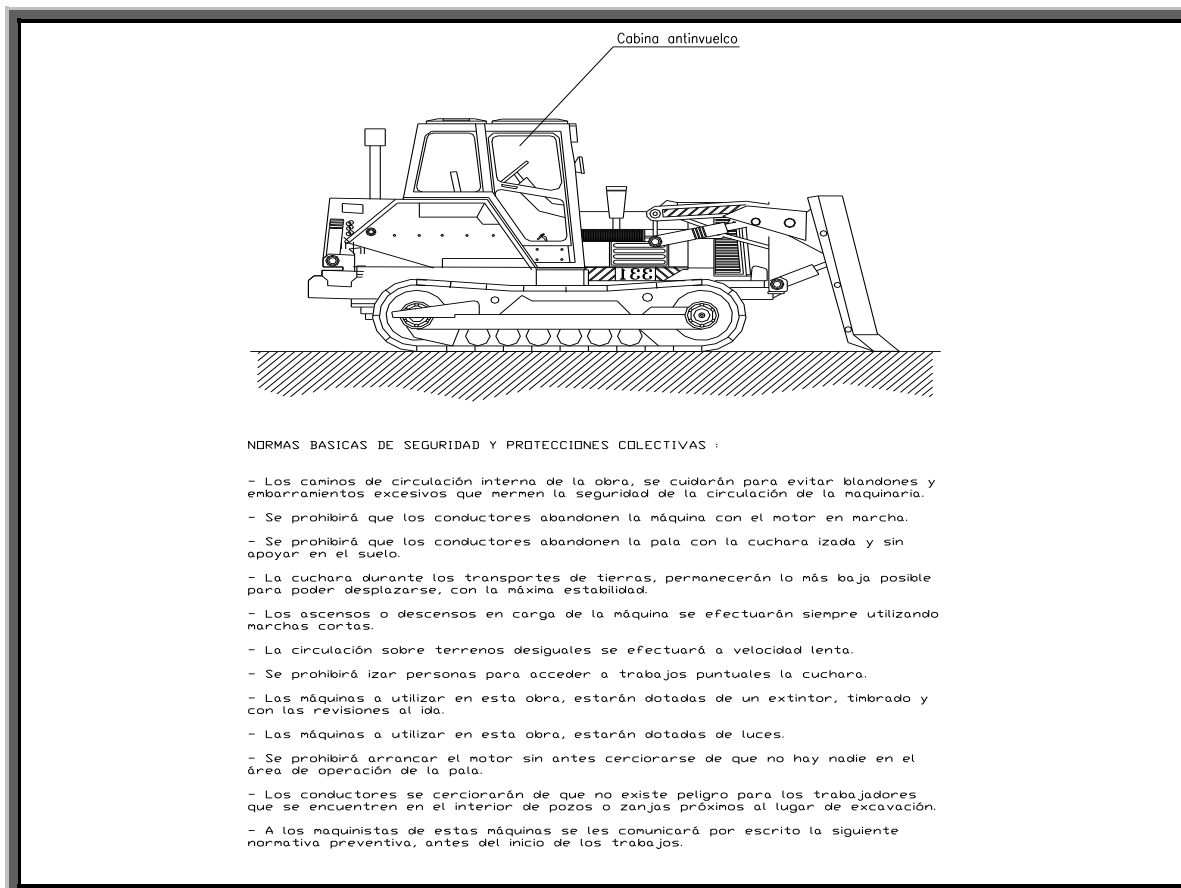 Cabina antinvuelco
133
NORMAS BASICAS DE SEGURIDAD Y PROTECCIONES COLECTIVAS :
- Los caminos de circulación interna de la obra, se cuidarán para evitar blandones y
embarramientos excesivos que mermen la seguridad de la circulación de la maquinaria.
- Se prohibirá que los conductores abandonen la máquina con el motor en marcha.
- Se prohibirá que los conductores abandonen la pala con la cuchara izada y sin
apoyar en el suelo.
- La cuchara durante los transportes de tierras, permanecerán lo más baja posible
para poder desplazarse, con la máxima estabilidad.
- Los ascensos o descensos en carga de la máquina se efectuarán siempre utilizando
marchas cortas.
- La circulación sobre terrenos desiguales se efectuará a velocidad lenta.
- Se prohibirá izar personas para acceder a trabajos puntuales la cuchara.
- Las máquinas a utilizar en esta obra, estarán dotadas de un extintor, timbrado y
con las revisiones al ida.
- Las máquinas a utilizar en esta obra, estarán dotadas de luces.
- Se prohibirá arrancar el motor sin antes cerciorarse de que no hay nadie en el
área de operación de la pala.
- Los conductores se cerciorarán de que no existe peligro para los trabajadores
que se encuentren en el interior de pozos o zanjas próximos al lugar de excavación.
- A los maquinistas de estas máquinas se les comunicará por escrito la siguiente
normativa preventiva, antes del inicio de los trabajos.